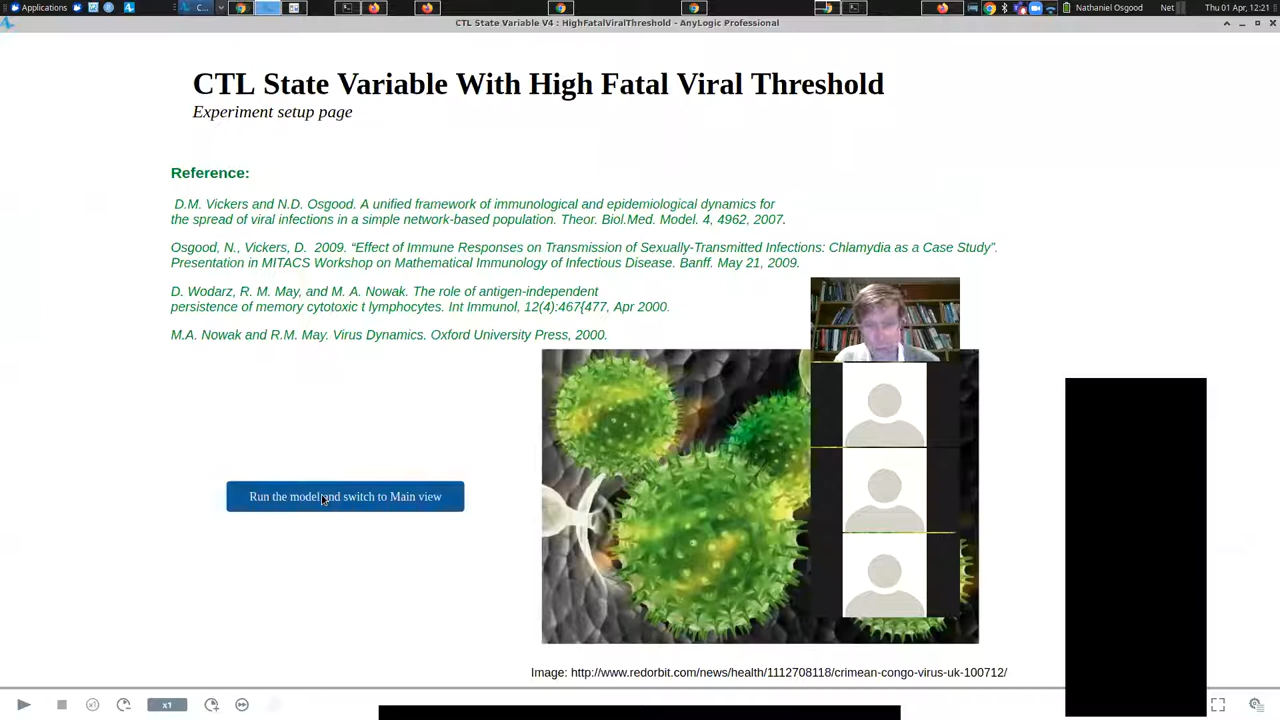 Applications
C...
Nathaniel Osgood
Net
Thu 01 Apr, 12:21
CTL State Variable V4 : HighFatalViralThreshold - AnyLogic Professional
CTL State Variable With High Fatal Viral Threshold
Experiment setup page
Reference:
D.M. Vickers and N.D. Osgood. A unified framework of immunological and epidemiological dynamics for
the spread of viral infections in a simple network-based population. Theor. Biol.Med. Model. 4, 4962, 2007.
Osgood, N., Vickers, D.  2009. “Effect of Immune Responses on Transmission of Sexually-Transmitted Infections: Chlamydia as a Case Study”.
Presentation in MITACS Workshop on Mathematical Immunology of Infectious Disease. Banff. May 21, 2009.
D. Wodarz, R. M. May, and M. A. Nowak. The role of antigen-independent
persistence of memory cytotoxic t lymphocytes. Int Immunol, 12(4):467{477, Apr 2000.
M.A. Nowak and R.M. May. Virus Dynamics. Oxford University Press, 2000.
Run the model and switch to Main view
Image: http://www.redorbit.com/news/health/1112708118/crimean-congo-virus-uk-100712/
x1
x1